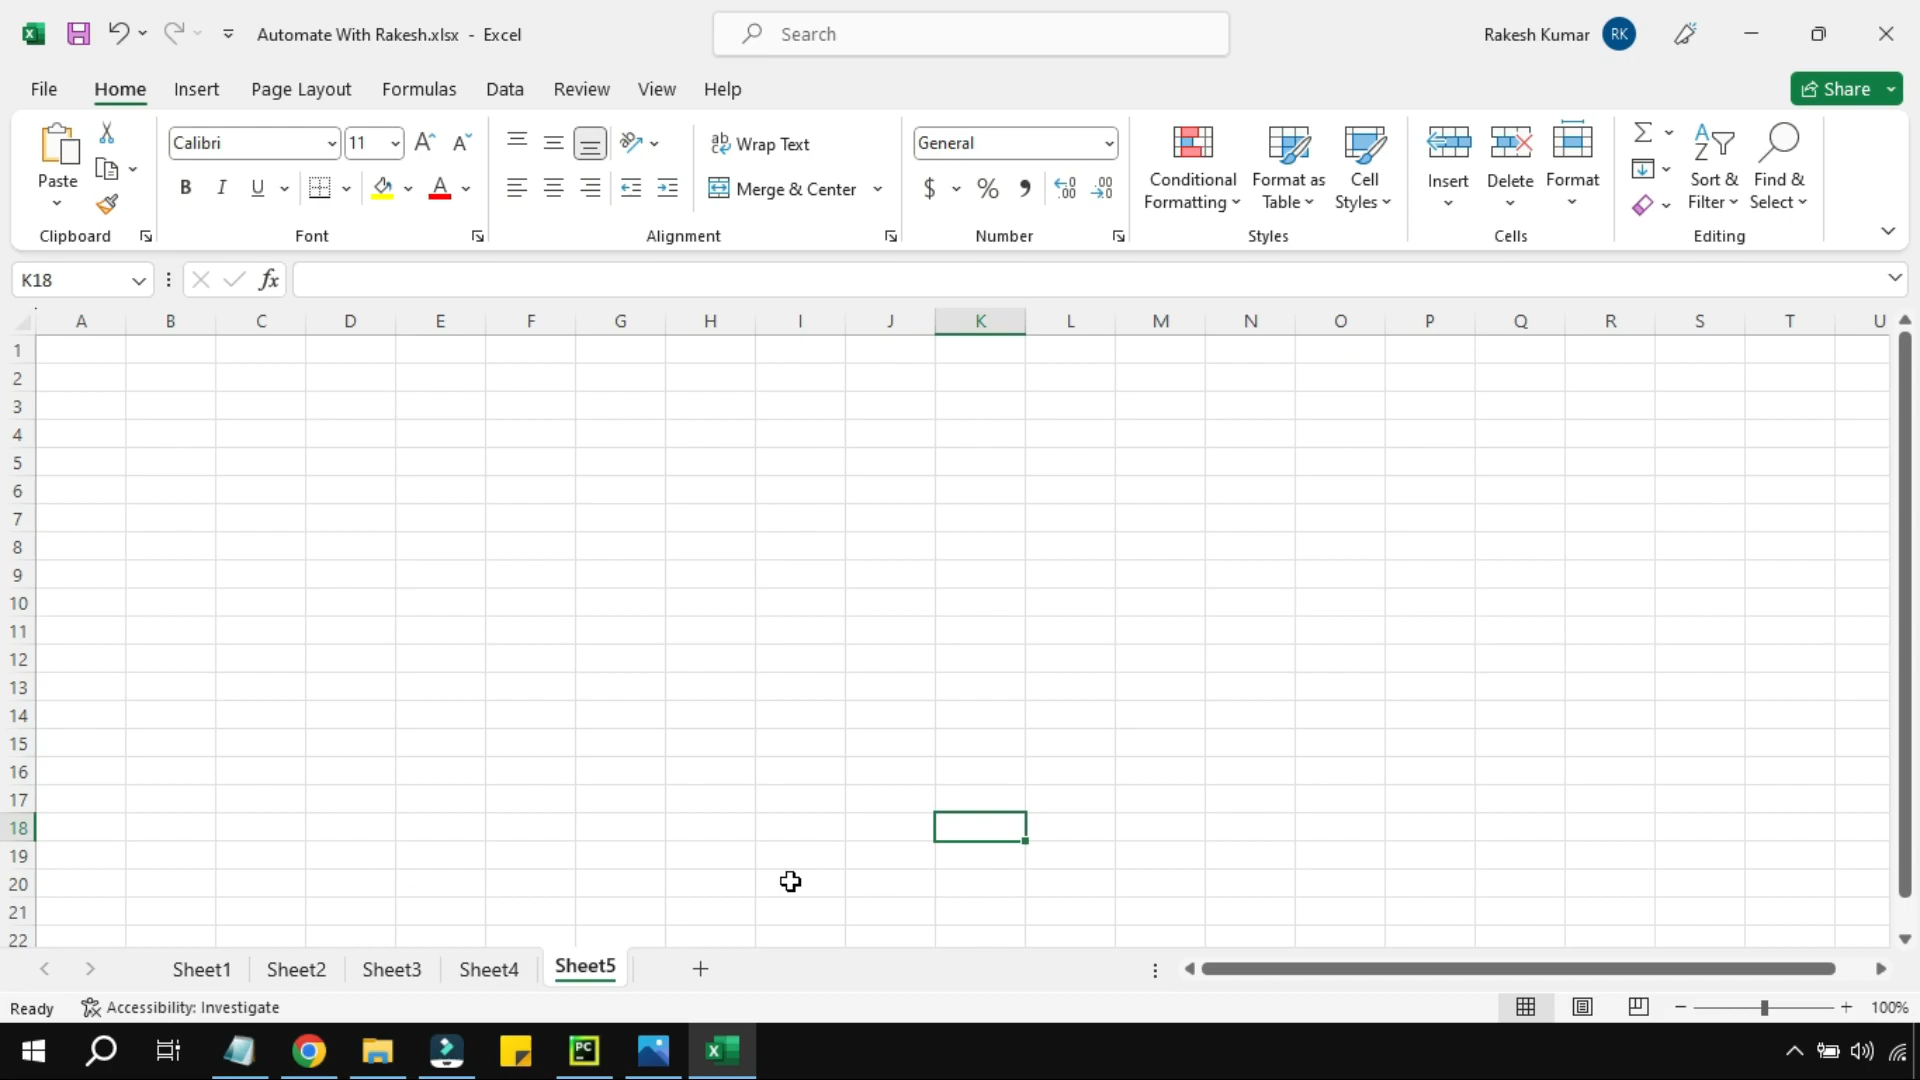 Automate With Rakesh.xlsx - Excel
Search
Rakesh Kumar RK
File Home Insert Page Layout Formulas Data Review View Help
Share
Paste
Clipboard
Calibri 11
B I U A
Font
ab Wrap Text
Merge & Center
Alignment
General
$ % , .00
Number
Conditional Formatting
Format as Table
Cell Styles
Styles
Insert Delete Format
Cells
Σ
Sort & Filter
Find & Select
Editing
K18
fx
A B C D E F G H I J K L M N O P Q R S T U
1
2
3
4
5
6
7
8
9
10
11
12
13
14
15
16
17
18
19
20
21
22
Sheet1 Sheet2 Sheet3 Sheet4 Sheet5 +
Ready Accessibility: Investigate
− + 100%
PC X